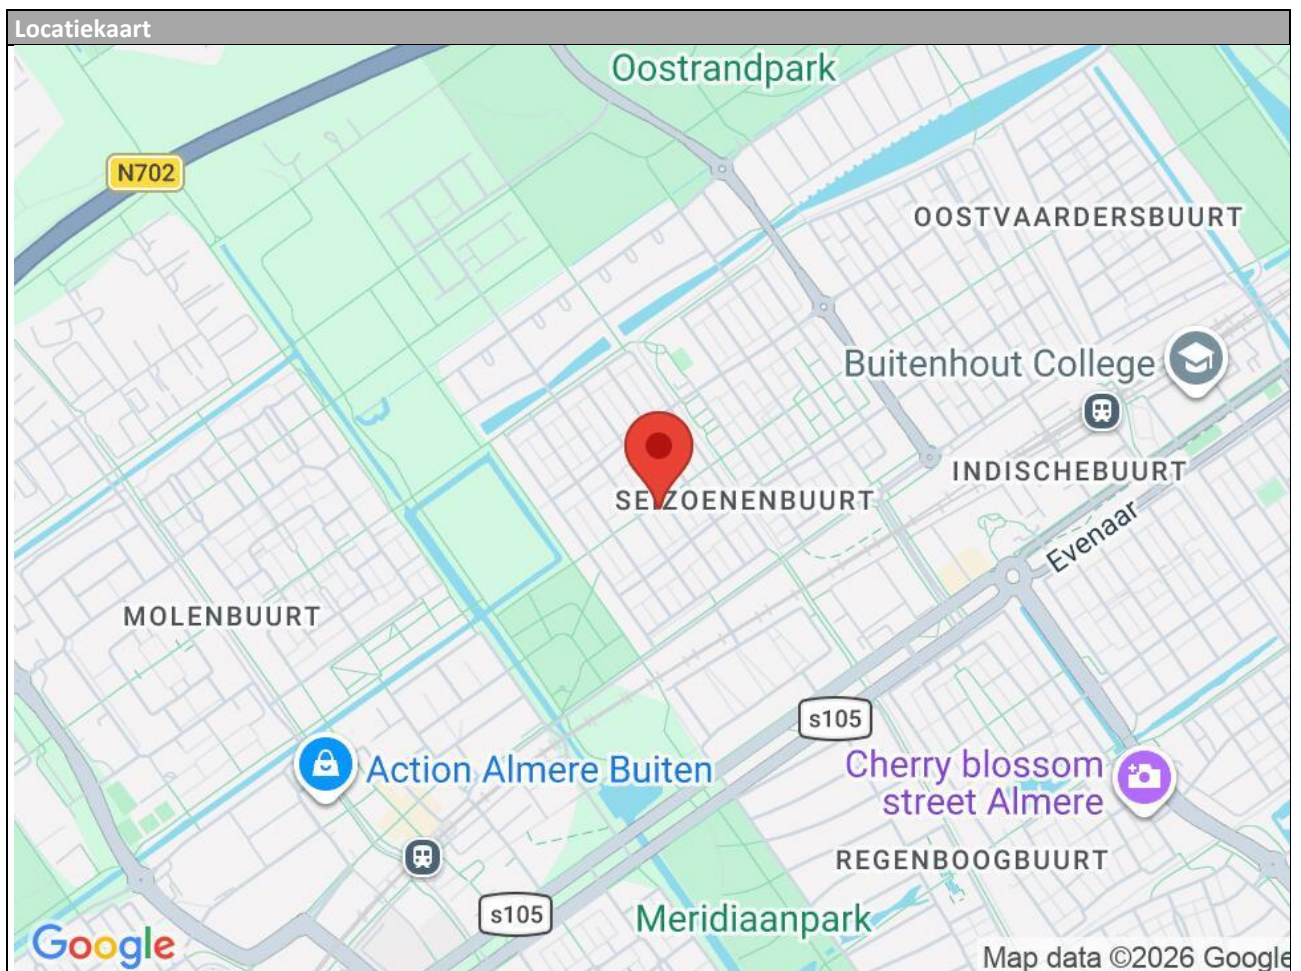 Locatiekaart
Oostrandpark
N702
OOSTVAARDERSBUURT
Buitenhout College
INDISCHEBUURT
SEIZOENENBUURT
Evenaar
MOLENBUURT
s105
Action Almere Buiten
Cherry blossom
street Almere
REGENBOOGBUURT
s105
Meridiaanpark
Google
Map data ©2026 Google